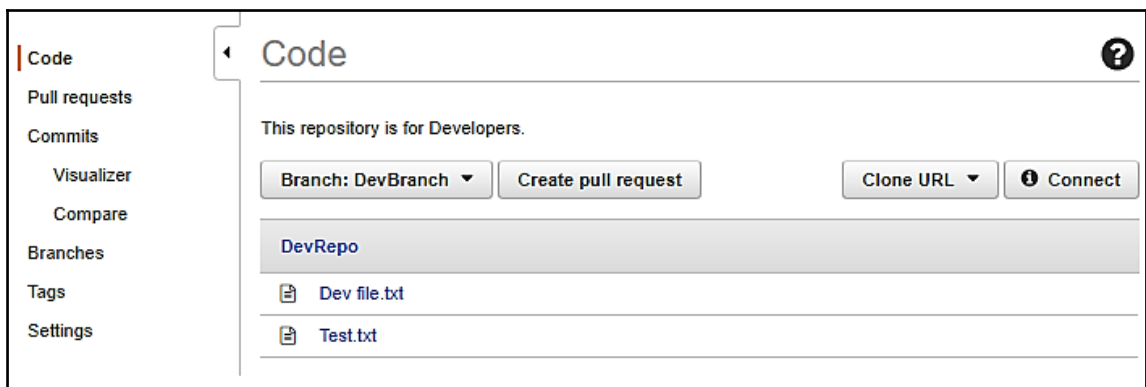 Code
Pull requests
Commits
Visualizer
Compare
Branches
Tags
Settings
Code
This repository is for Developers.
Branch: DevBranch
Create pull request
Clone URL
Connect
DevRepo
Dev file.txt
Test.txt